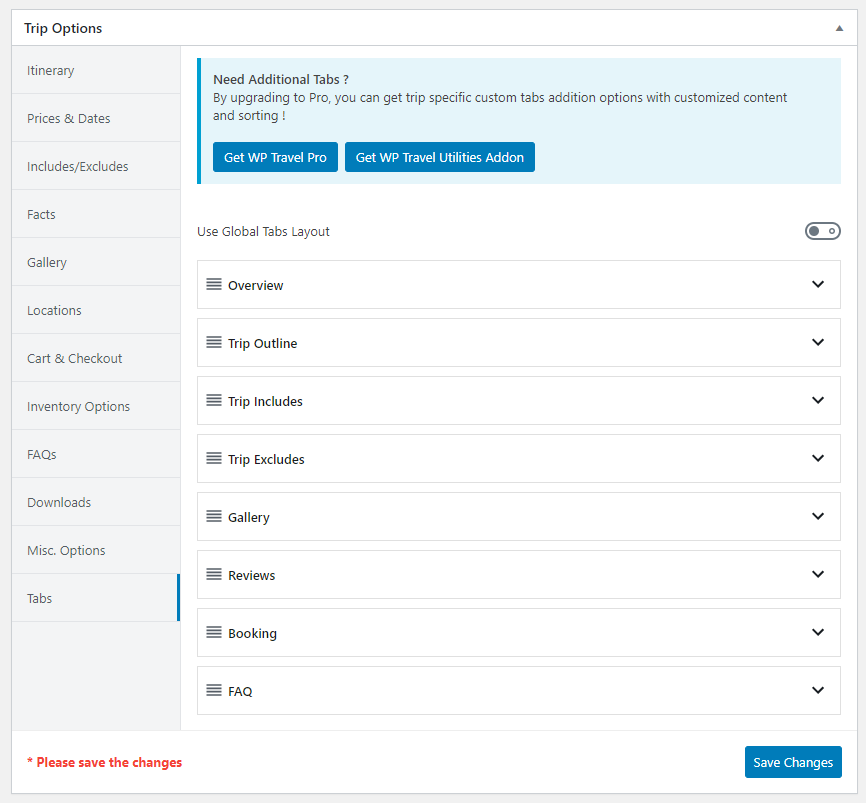 Trip Options
Itinerary
Prices & Dates
Includes/Excludes
Facts
Gallery
Locations
Cart & Checkout
Inventory Options
FAQs
Downloads
Misc. Options
Tabs
Need Additional Tabs ?
By upgrading to Pro, you can get trip specific custom tabs addition options with customized content
and sorting !
Get WP Travel Pro
Get WP Travel Utilities Addon
Use Global Tabs Layout
Overview
Trip Outline
Trip Includes
Trip Excludes
Gallery
Reviews
Booking
FAQ
* Please save the changes
Save Changes